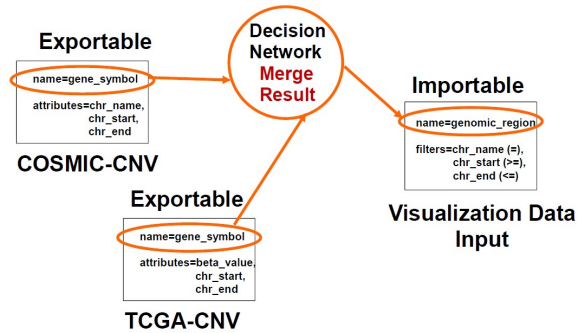 Exportable
name=gene_symbol
attributes=chr_name,
chr_start,
chr_end
COSMIC-CNV
Decision
Network
Merge
Result
Importable
name=genomic_region
filters=chr_name (=),
chr_start (>=),
chr_end (<=)
Visualization Data
Input
Exportable
name=gene_symbol
attributes=beta_value,
chr_start,
chr_end
TCGA-CNV